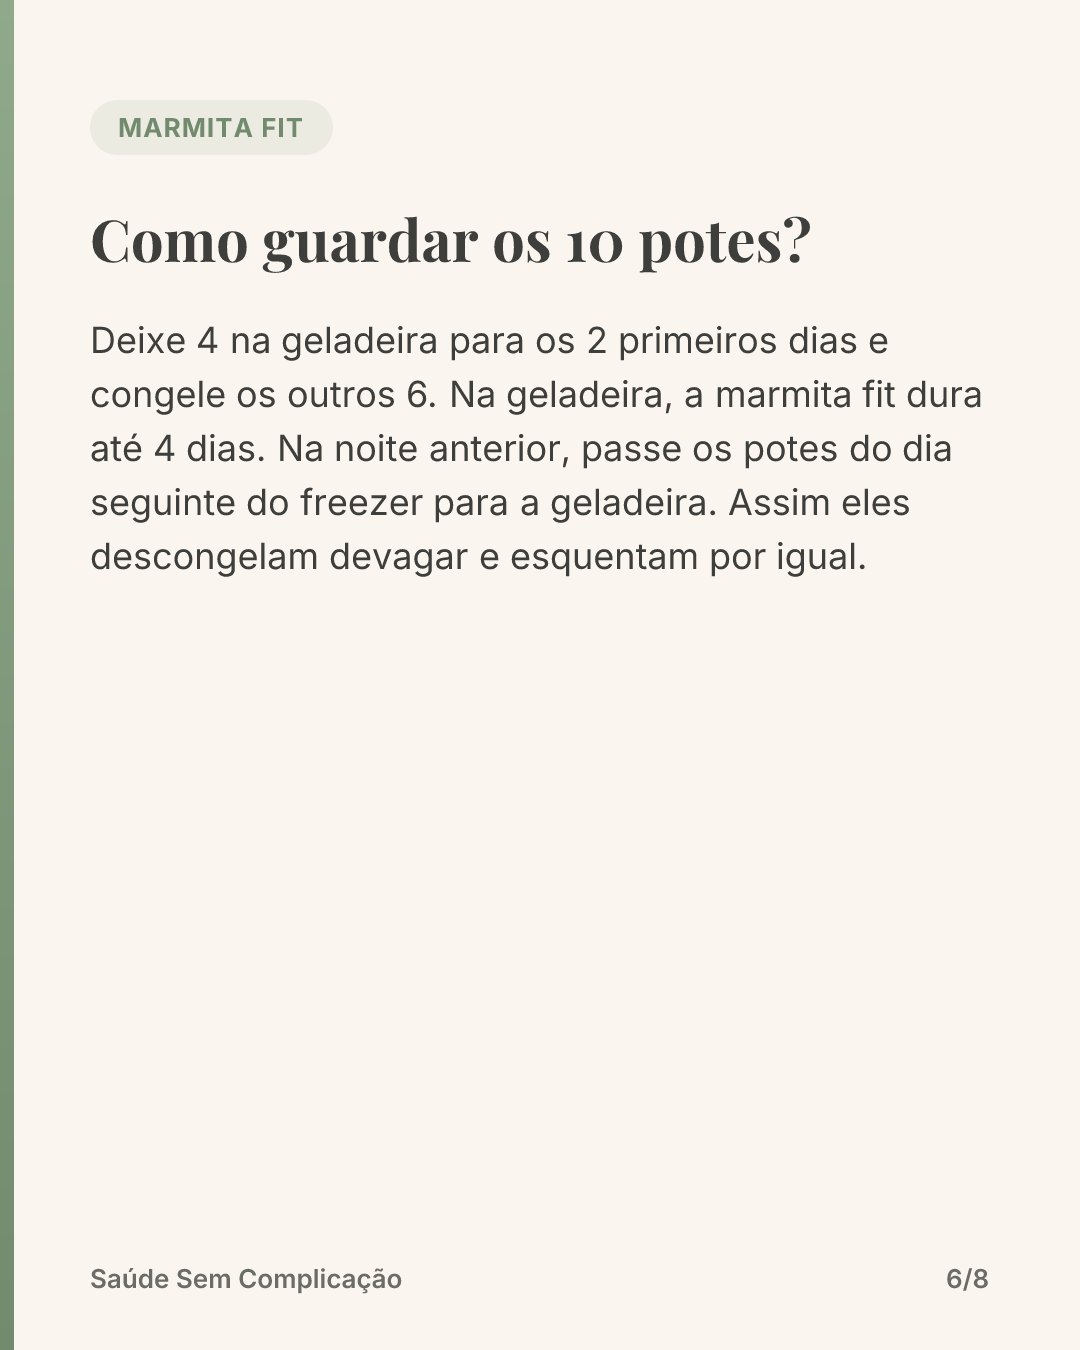 MARMITA FIT
Como guardar os 10 potes?
Deixe 4 na geladeira para os 2 primeiros dias e
congele os outros 6. Na geladeira, a marmita fit dura
até 4 dias. Na noite anterior, passe os potes do dia
seguinte do freezer para a geladeira. Assim eles
descongelam devagar e esquentam por igual.
Saúde Sem Complicação
6/8